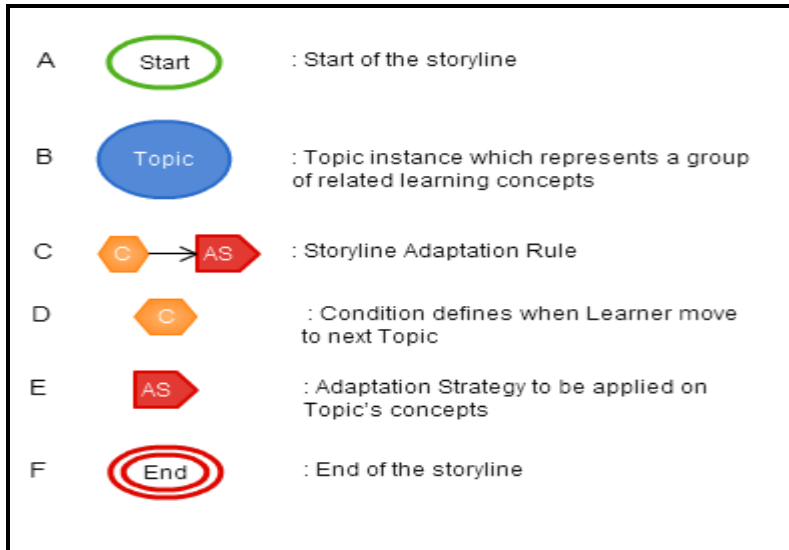 A Start : Start of the storyline
B Topic : Topic instance which represents a group
of related learning concepts
C C AS : Storyline Adaptation Rule
D C : Condition defines when Learner move
to next Topic
E AS : Adaptation Strategy to be applied on
Topic's concepts
F End : End of the storyline